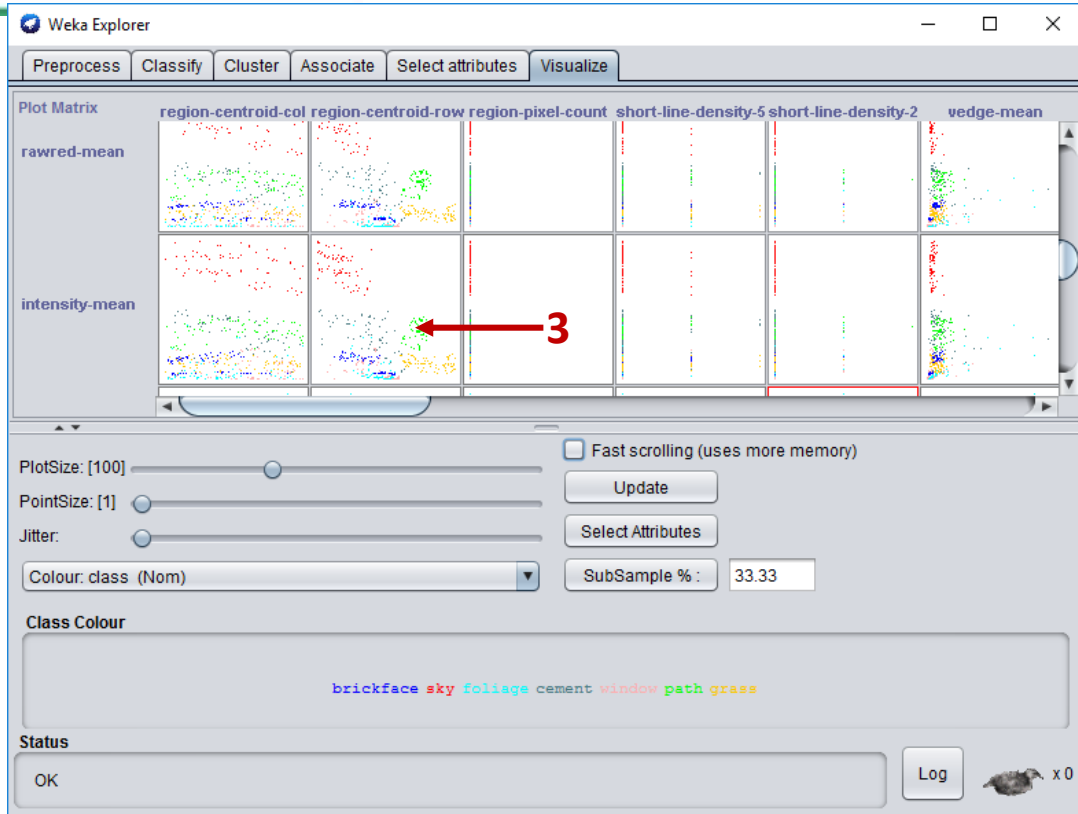 Weka Explorer
Preprocess Classify Cluster Associate Select attributes Visualize
Plot Matrix region-centroid-col region-centroid-row region-pixel-count short-line-density-5 short-line-density-2 vedge-mean
rawred-mean
intensity-mean
3
Fast scrolling (uses more memory)
PlotSize: [100]
Update
PointSize: [1]
Select Attributes
Jitter:
Colour: class (Nom)
SubSample % : 33.33
Class Colour
brickface sky foliage cement window path grass
Status
OK
Log
x 0